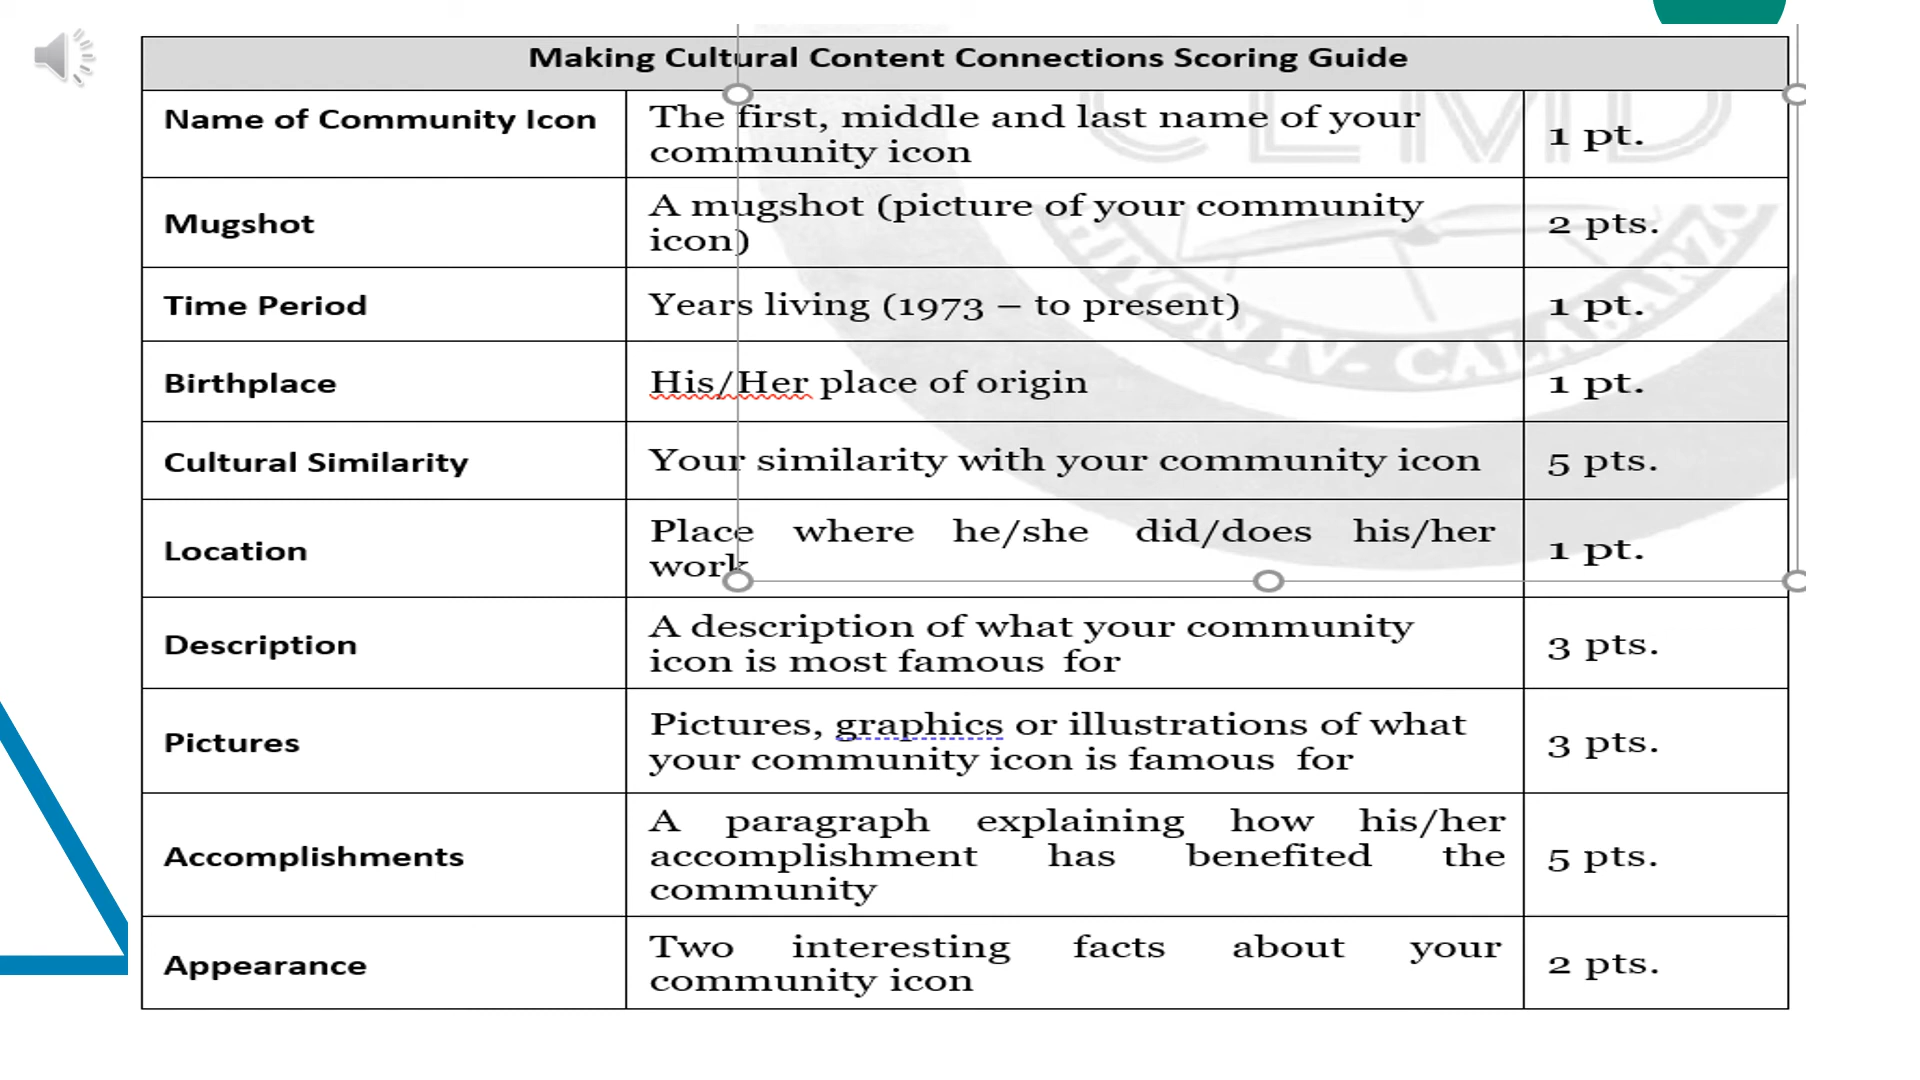 Making Cultural Content Connections Scoring Guide
Name of Community Icon
The first, middle and last name of your
community icon
1 pt.
Mugshot
A mugshot (picture of your community
icon)
2 pts.
Time Period
Years living (1973 – to present)
1 pt.
Birthplace
His/Her place of origin
1 pt.
Cultural Similarity
Your similarity with your community icon
5 pts.
Location
Place where he/she did/does his/her
work
1 pt.
Description
A description of what your community
icon is most famous for
3 pts.
Pictures
Pictures, graphics or illustrations of what
your community icon is famous for
3 pts.
Accomplishments
A paragraph explaining how his/her
accomplishment has benefited the
community
5 pts.
Appearance
Two interesting facts about your
community icon
2 pts.
CLMD
IV- CALABARZO